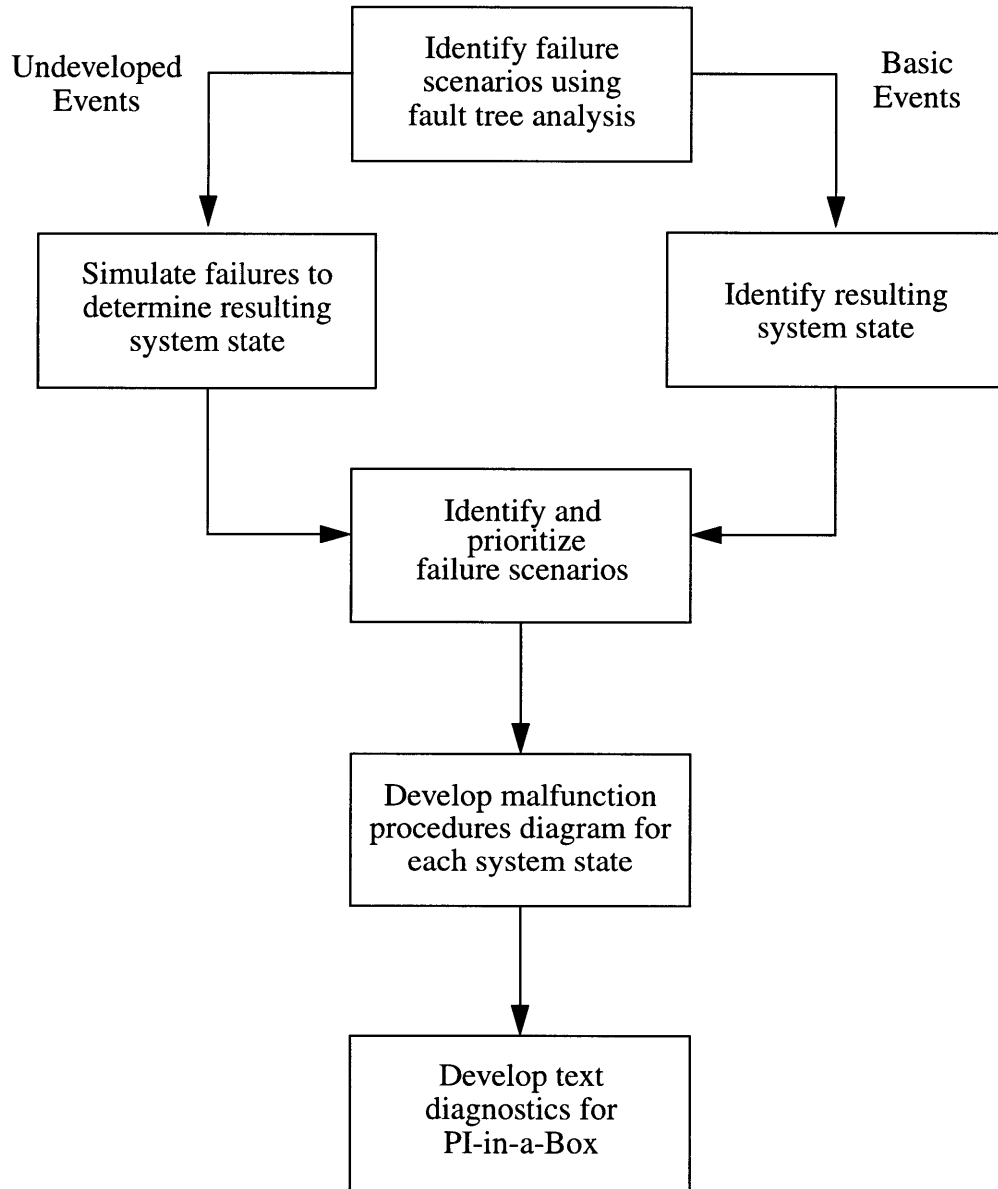 Undeveloped
Events
Identify failure
scenarios using
fault tree analysis
Basic
Events
Simulate failures to
determine resulting
system state
Identify resulting
system state
Identify and
prioritize
failure scenarios
Develop malfunction
procedures diagram for
each system state
Develop text
diagnostics for
PI-in-a-Box